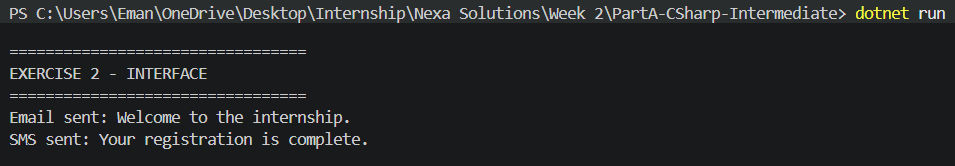 PS C:\Users\Eman\OneDrive\Desktop\Internship\Nexa Solutions\Week 2\PartA-CSharp-Intermediate> dotnet run
=================================
EXERCISE 2 - INTERFACE
=================================
Email sent: Welcome to the internship.
SMS sent: Your registration is complete.